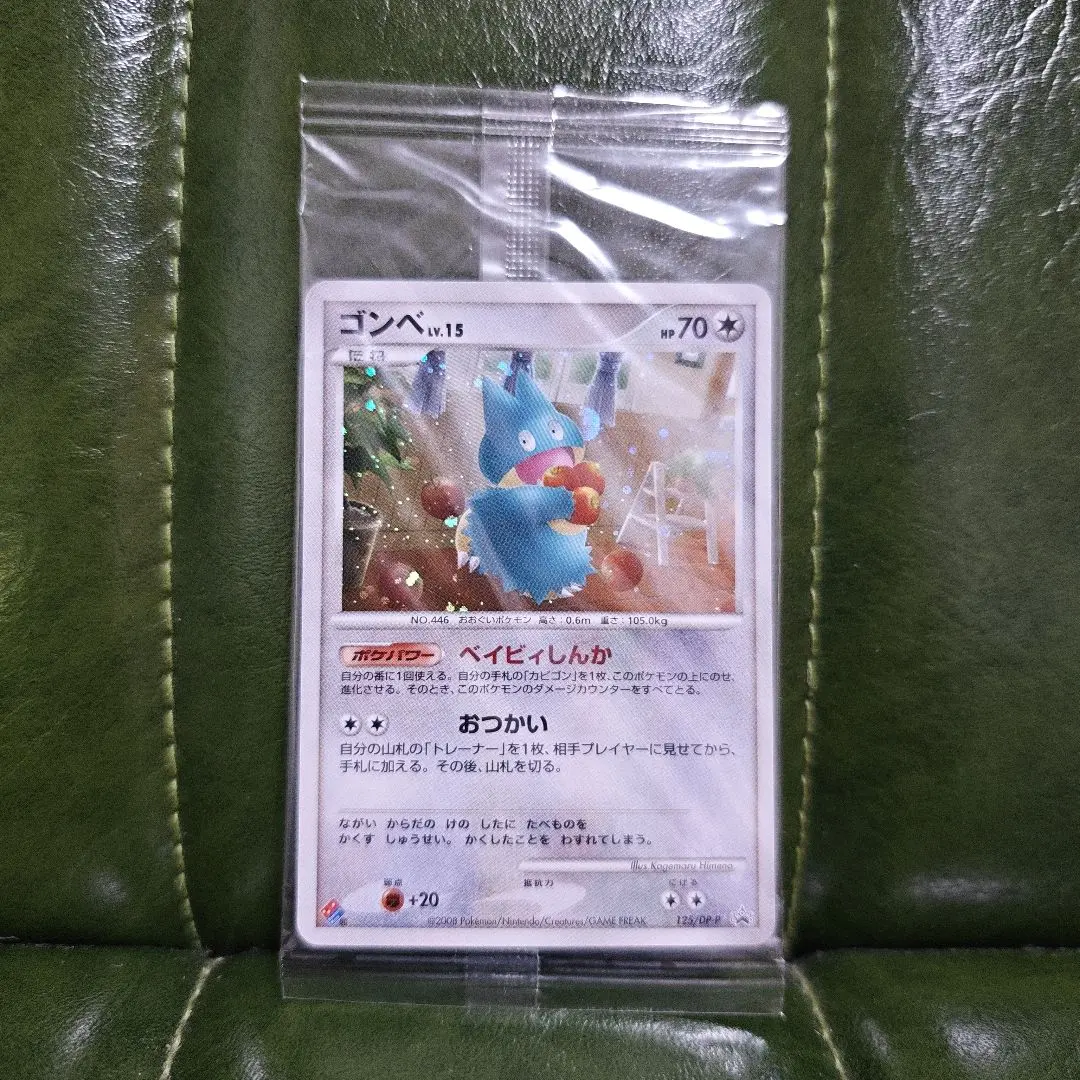 ゴンベ LV.15 HP 70
NO.446 おおぐいポケモン 高さ:0.6m 重さ:105.0kg
ポケパワー ベイビィしんか
自分の番に1回使える。自分の手札の「カビゴン」を1枚、このポケモンの上にのせ、
進化させる。そのとき、このポケモンのダメージカウンターをすべてとる。
おつかい
自分の山札の「トレーナー」を1枚、相手プレイヤーに見せてから、
手札に加える。その後、山札を切る。
ながい からだの けの したに たべものを
かくす しゅうせい。 かくしたことを わすれてしまう。
Illus. Kagemaru Himeno
弱点 抵抗力 にげる
+20
©2008 Pokémon/Nintendo/Creatures/GAME FREAK 125/DP-P